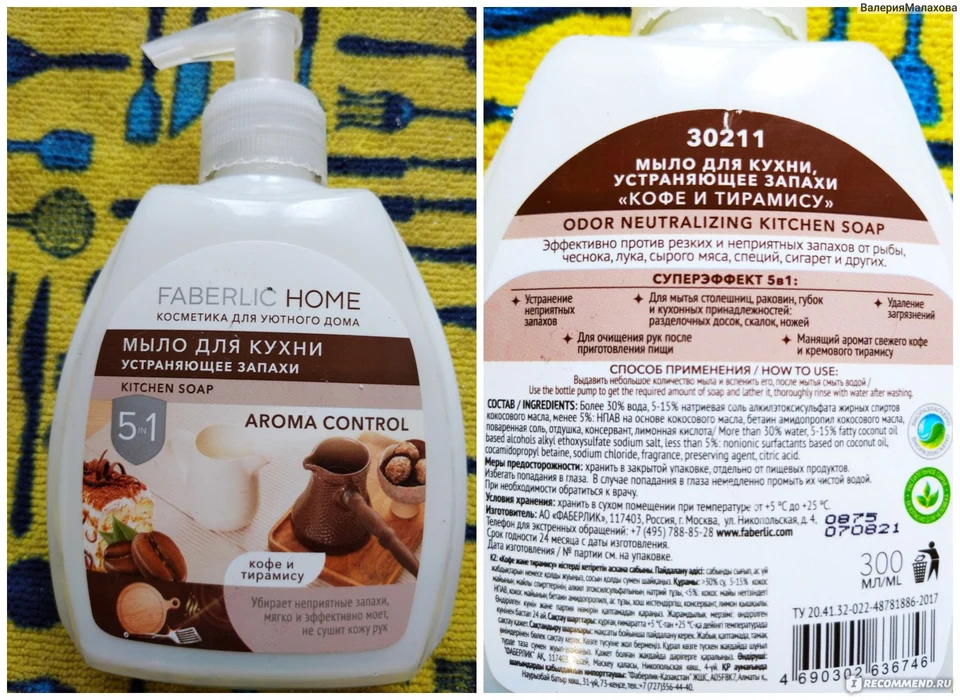 ВалерияМалахова
FABERLIC HOME
КОСМЕТИКА ДЛЯ УЮТНОГО ДОМА
МЫЛО ДЛЯ КУХНИ
УСТРАНЯЮЩЕЕ ЗАПАХИ
KITCHEN SOAP
5 IN 1
AROMA CONTROL
кофе и
тирамису
Убирает неприятные запахи,
мягко и эффективно моет,
не сушит кожу рук
30211
МЫЛО ДЛЯ КУХНИ,
УСТРАНЯЮЩЕЕ ЗАПАХИ
«КОФЕ И ТИРАМИСУ»
ODOR NEUTRALIZING KITCHEN SOAP
Эффективно против резких и неприятных запахов от рыбы,
чеснока, лука, сырого мяса, специй, сигарет и других.
СУПЕРЭФФЕКТ 5в1:
Устранение
неприятных
запахов
Для мытья столешниц, раковин, губок
и кухонных принадлежностей:
разделочных досок, скалок, ножей
Удаление
загрязнений
Для очищения рук после
приготовления пищи
Манящий аромат свежего кофе
и кремового тирамису
СПОСОБ ПРИМЕНЕНИЯ / HOW TO USE:
Выдавить небольшое количество мыла и вспенить его, после мытья смыть водой /
Use the bottle pump to get the required amount of soap and lather it, thoroughly rinse with water after washing.
СОСТАВ / INGREDIENTS: Более 30% вода, 5-15% натриевая соль алкилэтоксисульфата жирных спиртов
кокосового масла, менее 5%: НПАВ на основе кокосового масла, бетаин амидопропил кокосового масла,
поваренная соль, отдушка, консервант, лимонная кислота/ More than 30% water, 5-15% fatty coconut oil
based alcohols alkyl ethoxysulfate sodium salt, less than 5%: nonionic surfactants based on coconut oil,
cocamidopropyl betaine, sodium chloride, fragrance, preserving agent, citric acid.
Меры предосторожности: хранить в закрытой упаковке, отдельно от пищевых продуктов.
Избегать попадания в глаза. В случае попадания в глаза немедленно промыть их чистой водой.
При необходимости обратиться к врачу.
Условия хранения: хранить в сухом помещении при температуре от +5 °С до +25 °С.
Изготовитель: АО «ФАБЕРЛИК», 117403, Россия, г. Москва, ул. Никопольская, д. 4.
Телефон для экстренных обращений: +7 (495) 788-85-28 www.faberlic.com
Срок годности 24 месяца с даты изготовления.
Дата изготовления / № партии см. на упаковке.
0875
070821
300
МЛ/ML
ТУ 20.41.32-022-48781886-2017
4 690302 636746
IRECOMMEND.RU